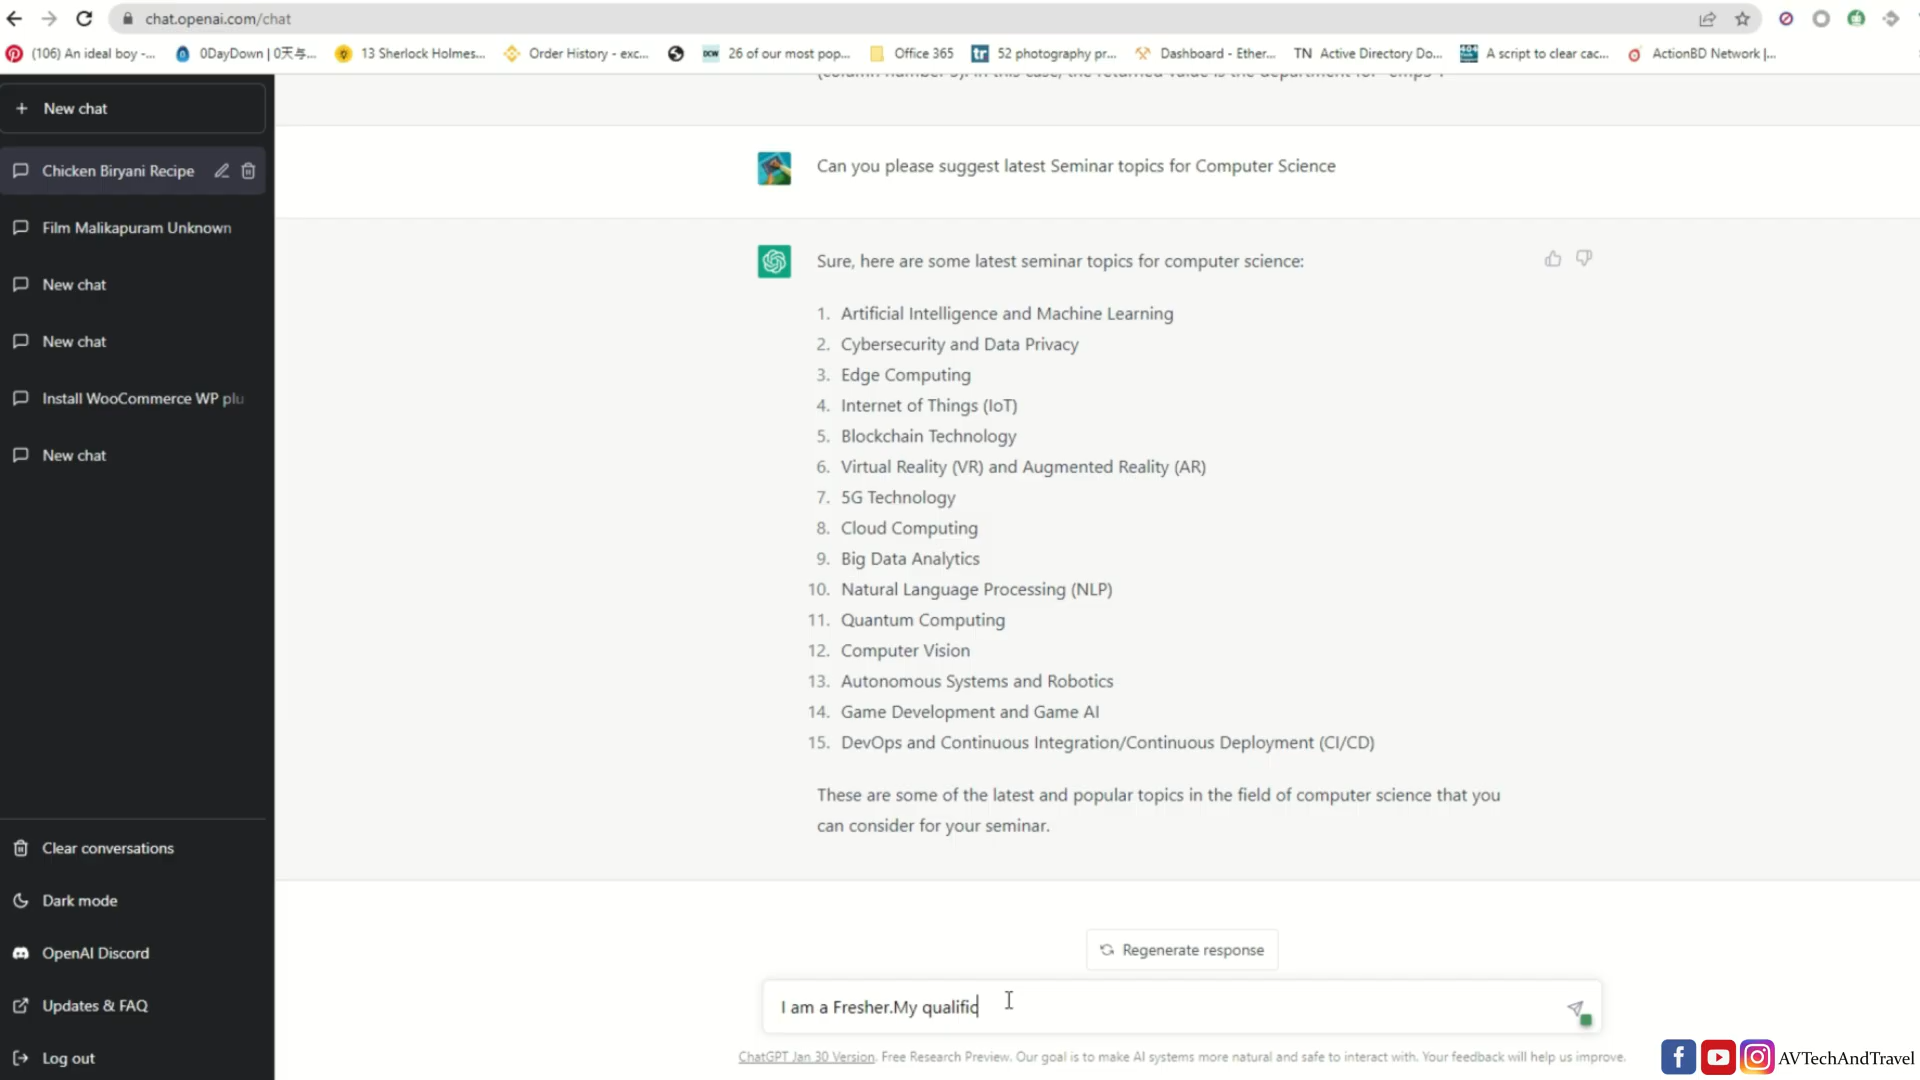 chat.openai.com/chat
(106) An ideal boy -...
0DayDown | 0天与...
13 Sherlock Holmes...
Order History - exc...
26 of our most pop...
Office 365
tr
52 photography pr...
Dashboard - Ether...
TN
Active Directory Do...
A script to clear cac...
ActionBD Network |...
New chat
Chicken Biryani Recipe
Film Malikapuram Unknown
New chat
New chat
Install WooCommerce WP plu
New chat
Clear conversations
Dark mode
OpenAI Discord
Updates & FAQ
Log out
Can you please suggest latest Seminar topics for Computer Science
Sure, here are some latest seminar topics for computer science:
1. Artificial Intelligence and Machine Learning
2. Cybersecurity and Data Privacy
3. Edge Computing
4. Internet of Things (IoT)
5. Blockchain Technology
6. Virtual Reality (VR) and Augmented Reality (AR)
7. 5G Technology
8. Cloud Computing
9. Big Data Analytics
10. Natural Language Processing (NLP)
11. Quantum Computing
12. Computer Vision
13. Autonomous Systems and Robotics
14. Game Development and Game AI
15. DevOps and Continuous Integration/Continuous Deployment (CI/CD)
These are some of the latest and popular topics in the field of computer science that you
can consider for your seminar.
Regenerate response
I am a Fresher.My qualific
ChatGPT Jan 30 Version. Free Research Preview. Our goal is to make AI systems more natural and safe to interact with. Your feedback will help us improve.
AVTechAndTravel